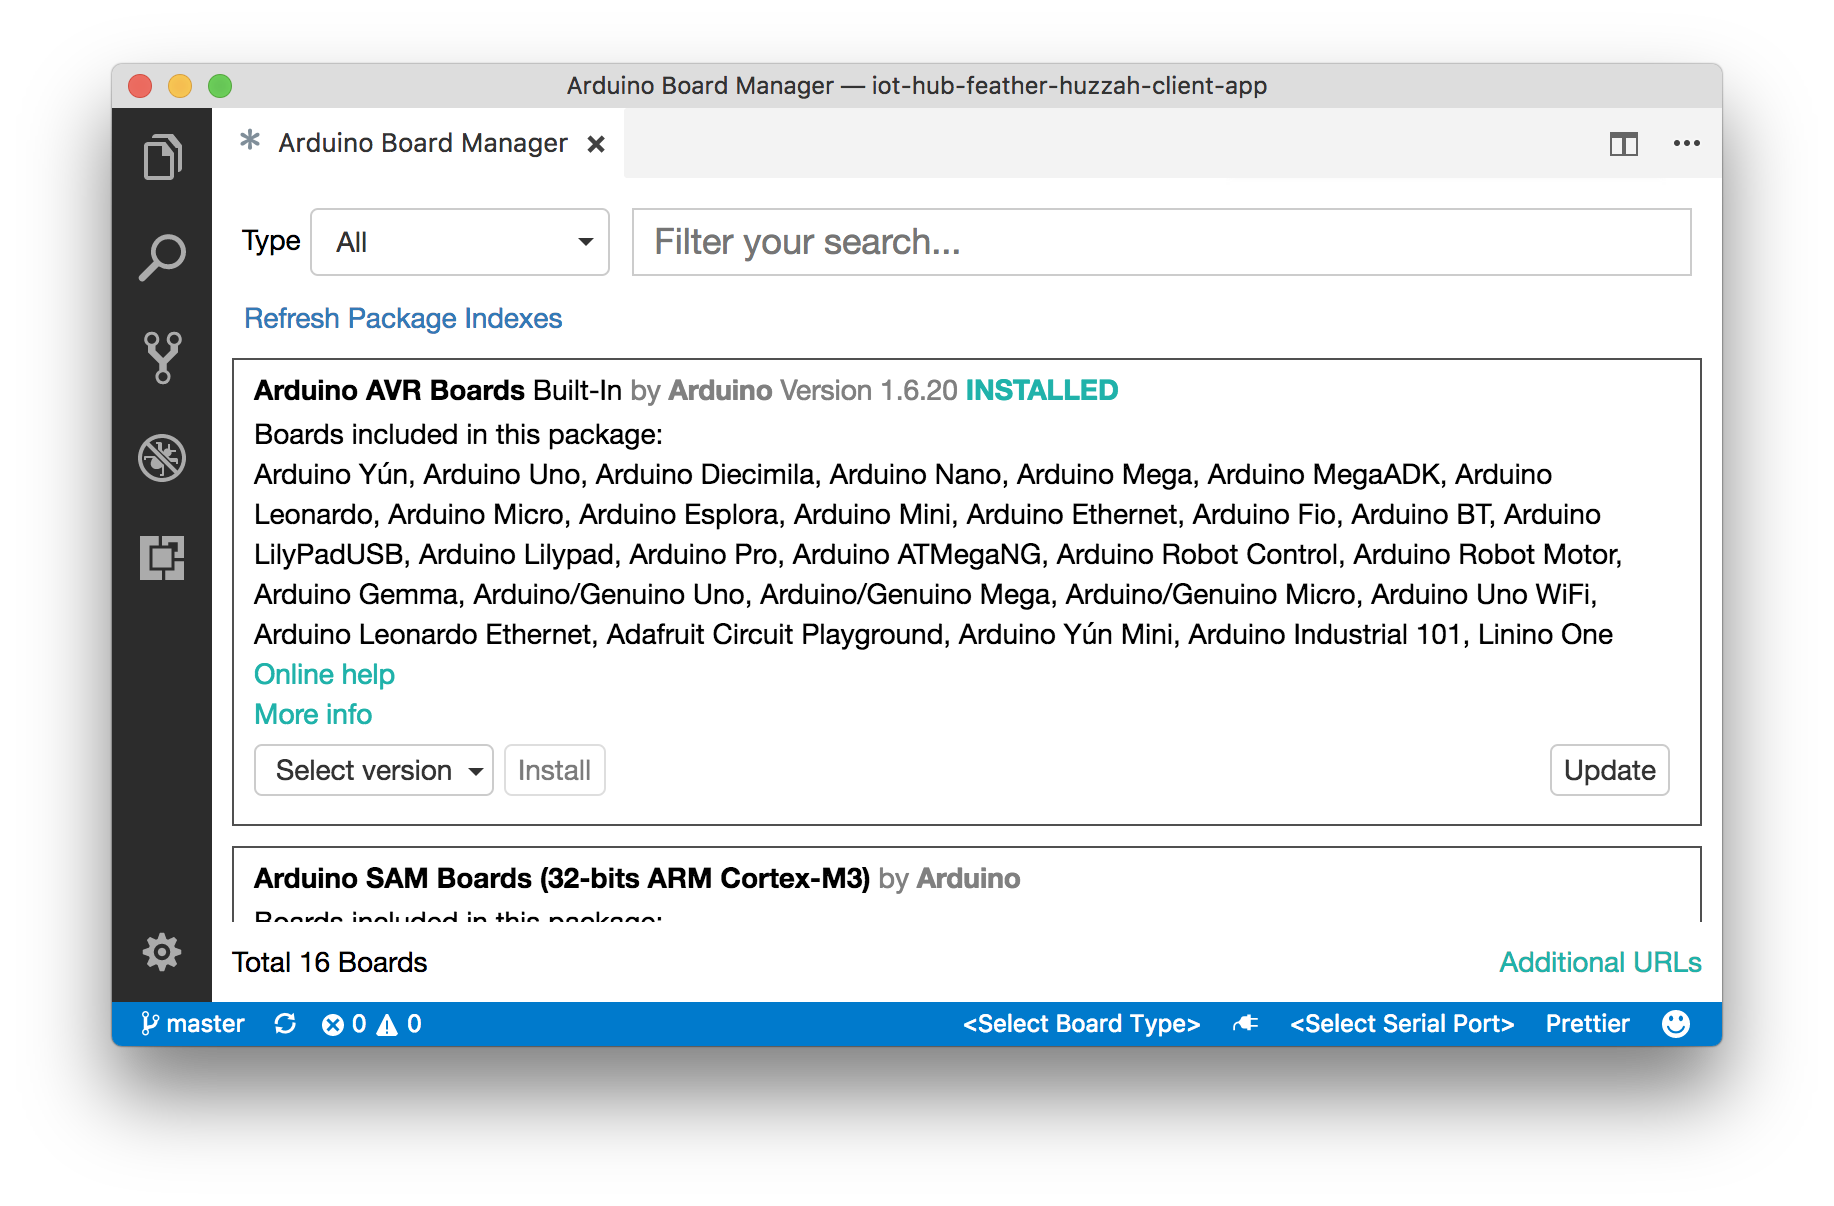 Arduino Board Manager — iot-hub-feather-huzzah-client-app
Arduino Board Manager
Type All Filter your search...
Refresh Package Indexes
Arduino AVR Boards Built-In by Arduino Version 1.6.20 INSTALLED
Boards included in this package:
Arduino Yún, Arduino Uno, Arduino Diecimila, Arduino Nano, Arduino Mega, Arduino MegaADK, Arduino
Leonardo, Arduino Micro, Arduino Esplora, Arduino Mini, Arduino Ethernet, Arduino Fio, Arduino BT, Arduino
LilyPadUSB, Arduino Lilypad, Arduino Pro, Arduino ATMegaNG, Arduino Robot Control, Arduino Robot Motor,
Arduino Gemma, Arduino/Genuino Uno, Arduino/Genuino Mega, Arduino/Genuino Micro, Arduino Uno WiFi,
Arduino Leonardo Ethernet, Adafruit Circuit Playground, Arduino Yún Mini, Arduino Industrial 101, Linino One
Online help
More info
Select version Install Update
Arduino SAM Boards (32-bits ARM Cortex-M3) by Arduino
Boards included in this package:
Total 16 Boards Additional URLs
master 0 0 <Select Board Type> <Select Serial Port> Prettier